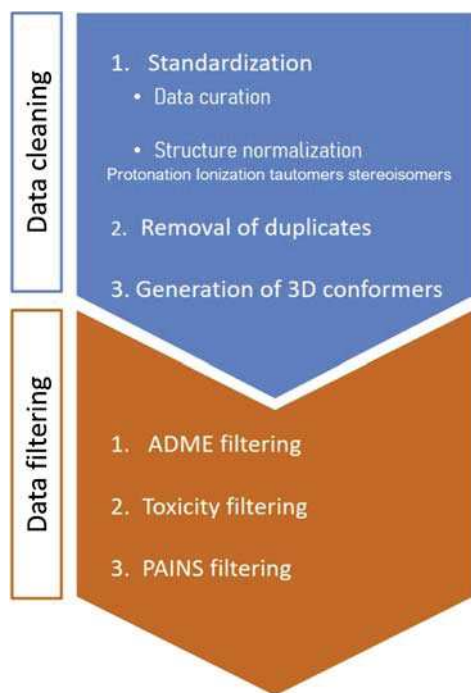 Data cleaning
1. Standardization
• Data curation
• Structure normalization
Protonation Ionization tautomers stereoisomers
2. Removal of duplicates
3. Generation of 3D conformers
Data filtering
1. ADME filtering
2. Toxicity filtering
3. PAINS filtering